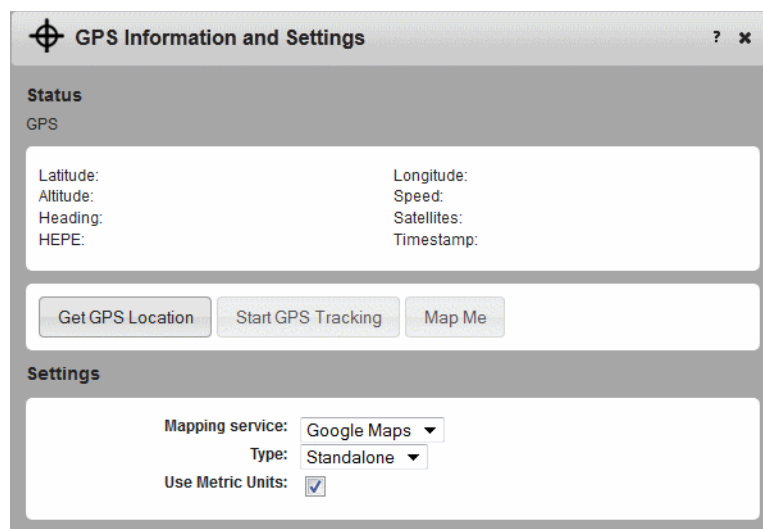 GPS Information and Settings ? ×
Status
GPS
Latitude: Longitude:
Altitude: Speed:
Heading: Satellites:
HEPE: Timestamp:
Get GPS Location Start GPS Tracking Map Me
Settings
Mapping service: Google Maps
Type: Standalone
Use Metric Units: